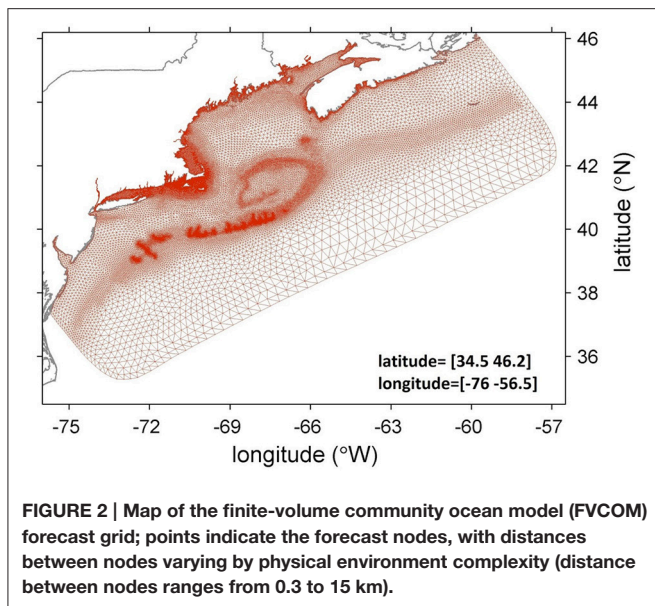 46
44
42
40
38
36
latitude (°N)
latitude= [34.5 46.2]
longitude=[-76 -56.5]
-75 -72 -69 -66 -63 -60 -57
longitude (°W)
FIGURE 2 | Map of the finite-volume community ocean model (FVCOM)
forecast grid; points indicate the forecast nodes, with distances
between nodes varying by physical environment complexity (distance
between nodes ranges from 0.3 to 15 km).